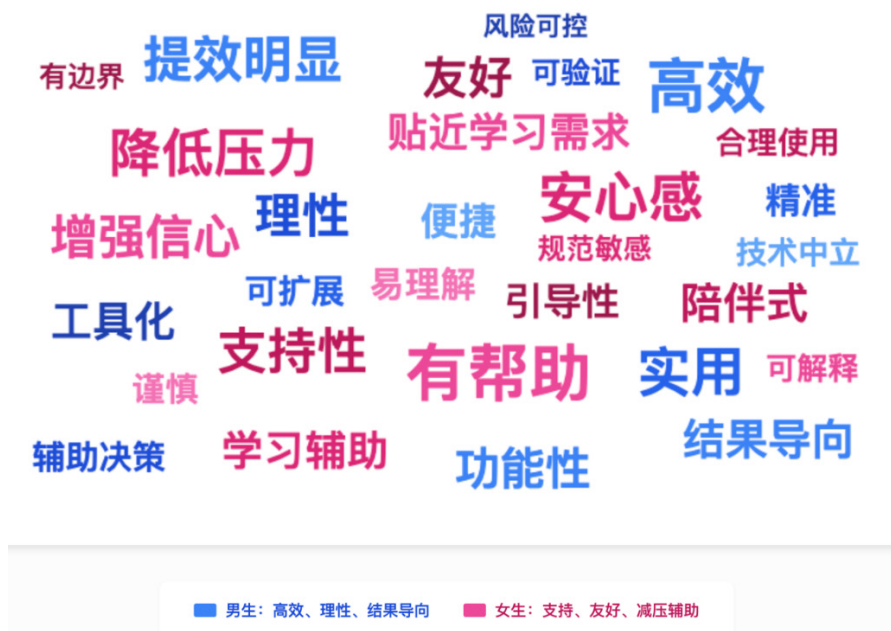 风险可控
有边界
提效明显
友好
可验证
高效
降低压力
贴近学习需求
合理使用
增强信心
理性
便捷
安心感
精准
规范敏感
技术中立
可扩展
易理解
引导性
陪伴式
工具化
支持性
有帮助
实用
可解释
谨慎
辅助决策
学习辅助
功能性
结果导向
男生：高效、理性、结果导向
女生：支持、友好、减压辅助